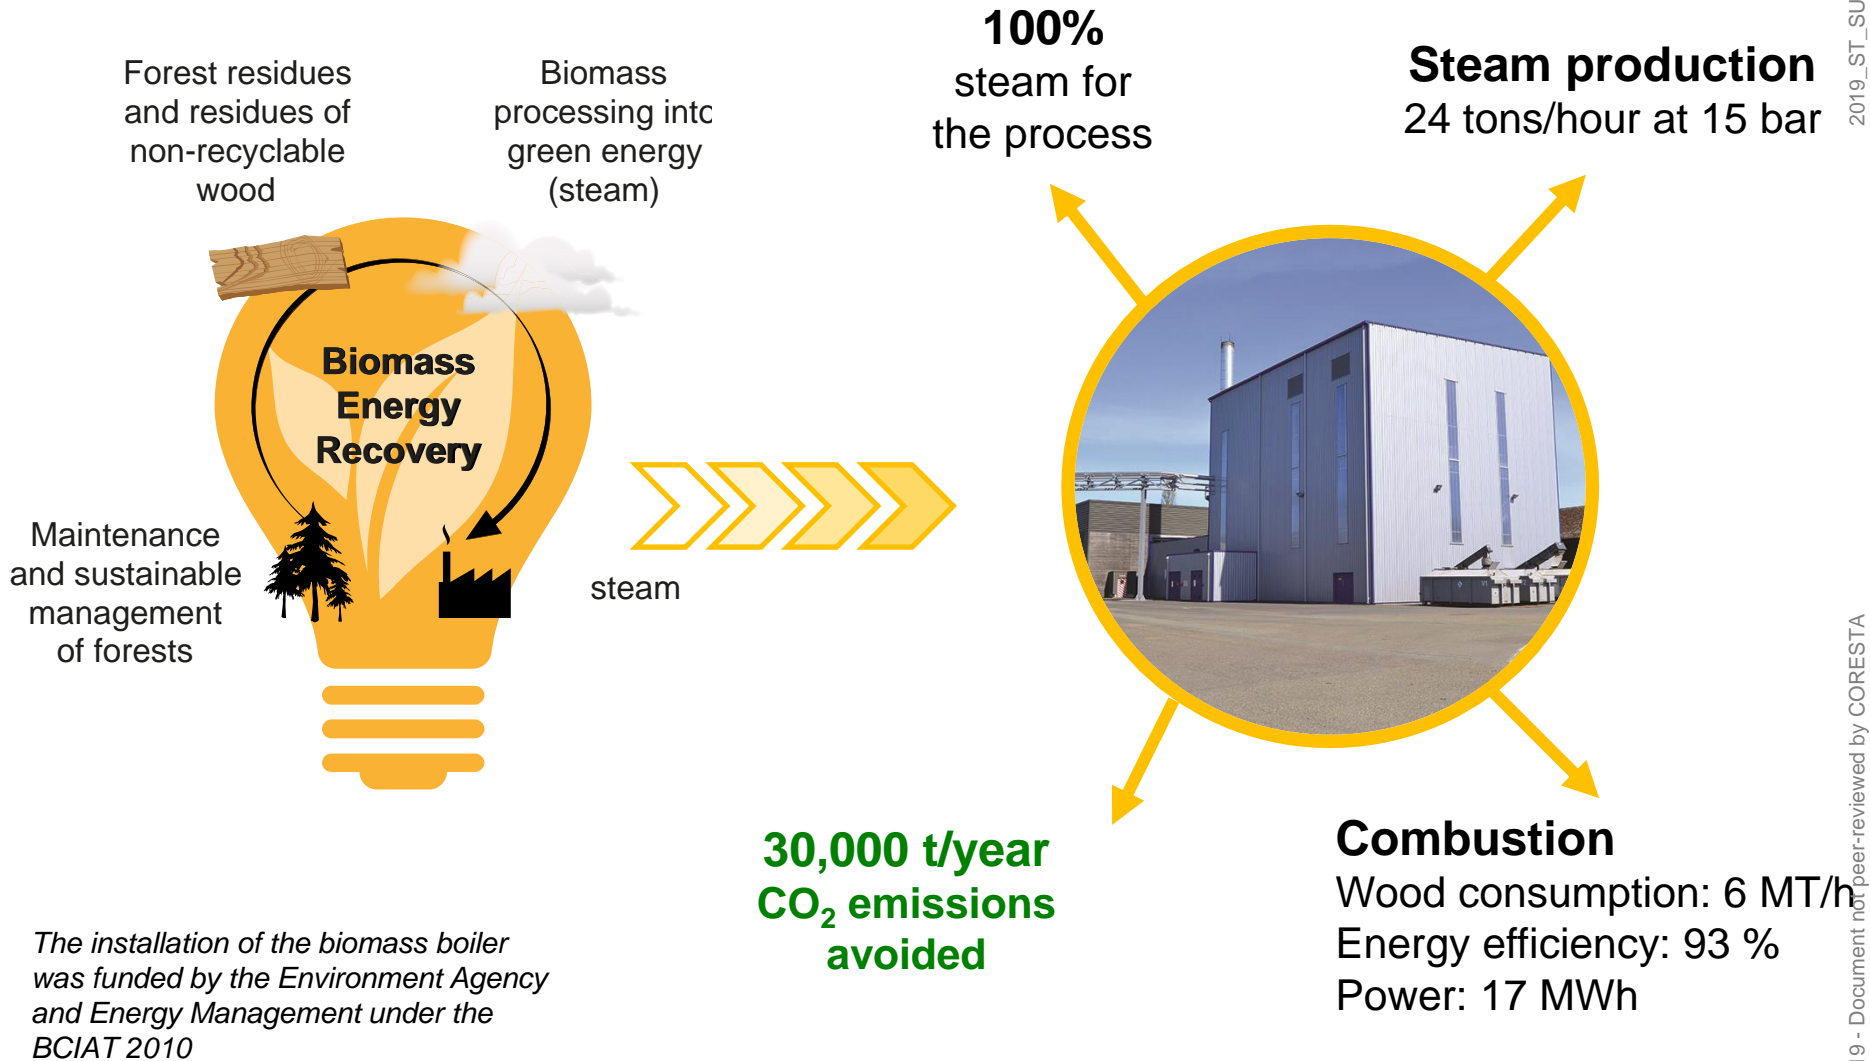 Forest residues
and residues of
non-recyclable
wood
Biomass
processing into
green energy
(steam)
Biomass
Energy
Recovery
Maintenance
and sustainable
management
of forests
steam
100%
steam for
the process
Steam production
24 tons/hour at 15 bar
30,000 t/year
CO₂ emissions
avoided
Combustion
Wood consumption: 6 MT/h
Energy efficiency: 93 %
Power: 17 MWh
The installation of the biomass boiler
was funded by the Environment Agency
and Energy Management under the
BCIAT 2010
2019_ST_SU
19 - Document not peer-reviewed by CORESTA